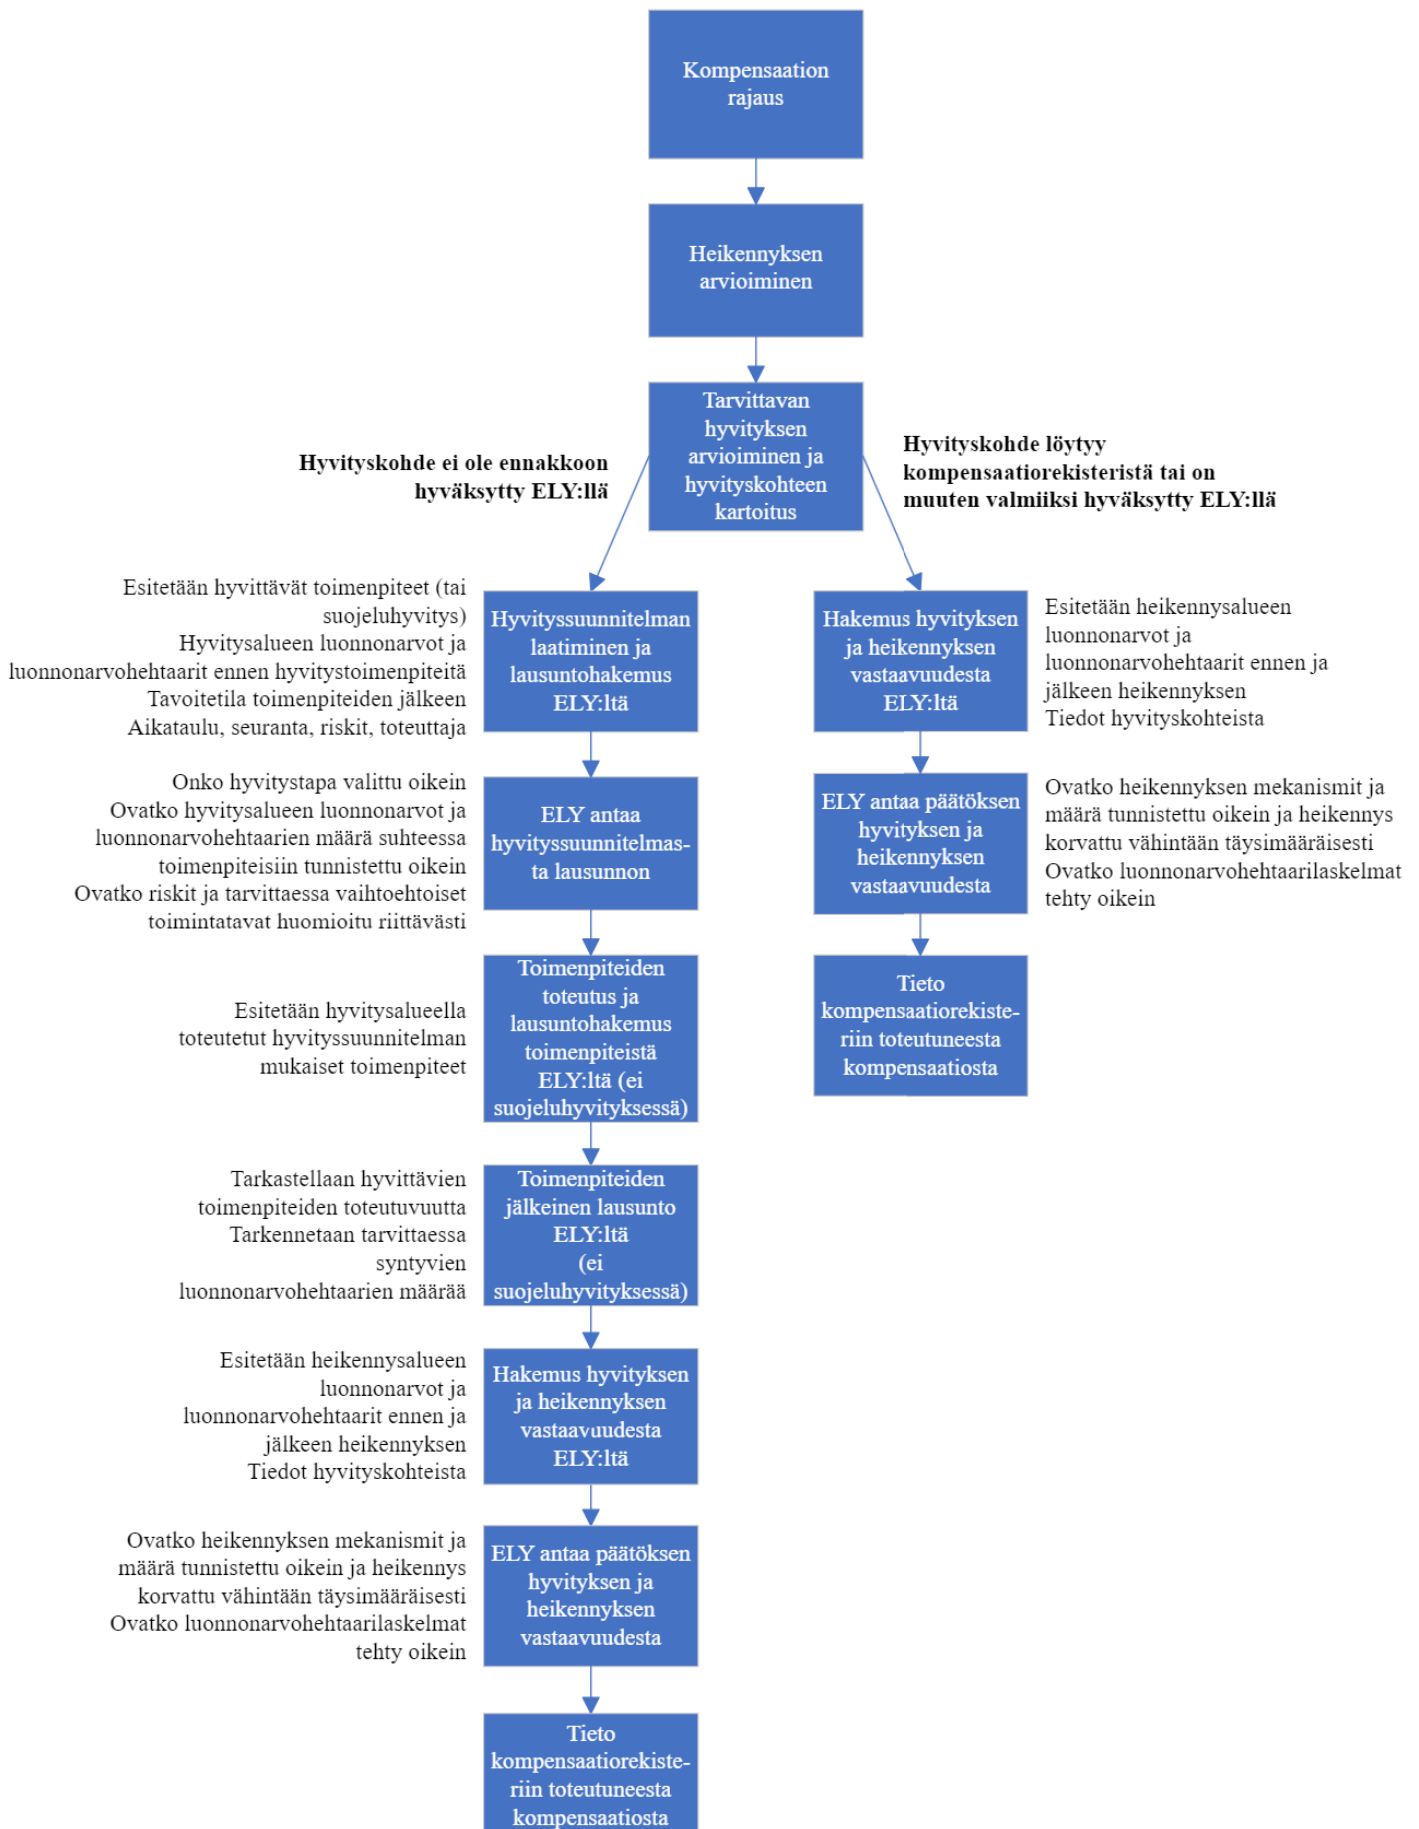 Kompensaation
rajaus
Heikennyksen
arvioiminen
Tarvittavan
hyvityksen
arvioiminen ja
hyvityskohteen
kartoitus
Hyvityskohde ei ole ennakkoon
hyväksytty ELY:llä
Hyvityskohde löytyy
kompensaatiorekisteristä tai on
muuten valmiiksi hyväksytty ELY:llä
Esitetään hyvittävät toimenpiteet (tai
suojeluhyvitys)
Hyvitysalueen luonnonarvot ja
luonnonarvohehtaarit ennen hyvitystoimenpiteitä
Tavoitetila toimenpiteiden jälkeen
Aikataulu, seuranta, riskit, toteuttaja
Hyvityssuunnitelman
laatiminen ja
lausuntohakemus
ELY:ltä
Onko hyvitystapa valittu oikein
Ovatko hyvitysalueen luonnonarvot ja
luonnonarvohehtaarien määrä suhteessa
toimenpiteisiin tunnistettu oikein
Ovatko riskit ja tarvittaessa vaihtoehtoiset
toimintatavat huomioitu riittävästi
ELY antaa
hyvityssuunnitelmas-
ta lausunnon
Esitetään hyvitysalueella
toteutetut hyvityssuunnitelman
mukaiset toimenpiteet
Toimenpiteiden
toteutus ja
lausuntohakemus
toimenpiteistä
ELY:ltä (ei
suojeluhyvityksessä)
Tarkastellaan hyvittävien
toimenpiteiden toteutuvuutta
Tarkennetaan tarvittaessa
syntyvien
luonnonarvohehtaarien määrää
Toimenpiteiden
jälkeinen lausunto
ELY:ltä
(ei
suojeluhyvityksessä)
Esitetään heikennysalueen
luonnonarvot ja
luonnonarvohehtaarit ennen ja
jälkeen heikennyksen
Tiedot hyvityskohteista
Hakemus hyvityksen
ja heikennyksen
vastaavuudesta
ELY:ltä
Ovatko heikennyksen mekanismit ja
määrä tunnistettu oikein ja heikennys
korvattu vähintään täysimääräisesti
Ovatko luonnonarvohehtaarilaskelmat
tehty oikein
ELY antaa päätöksen
hyvityksen ja
heikennyksen
vastaavuudesta
Tieto
kompensaatiorekiste-
riin toteutuneesta
kompensaatiosta
Hakemus hyvityksen
ja heikennyksen
vastaavuudesta
ELY:ltä
Esitetään heikennysalueen
luonnonarvot ja
luonnonarvohehtaarit ennen ja
jälkeen heikennyksen
Tiedot hyvityskohteista
ELY antaa päätöksen
hyvityksen ja
heikennyksen
vastaavuudesta
Ovatko heikennyksen mekanismit ja
määrä tunnistettu oikein ja heikennys
korvattu vähintään täysimääräisesti
Ovatko luonnonarvohehtaarilaskelmat
tehty oikein
Tieto
kompensaatiorekiste-
riin toteutuneesta
kompensaatiosta